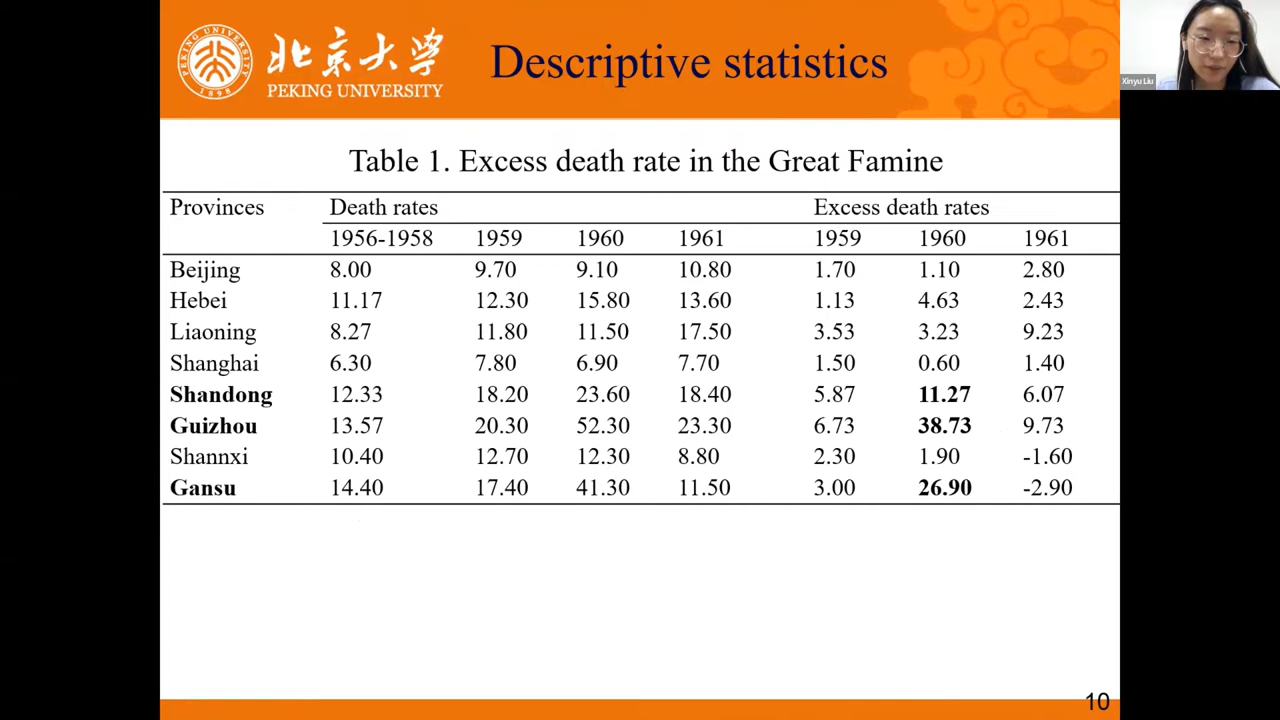 北京大学
PEKING UNIVERSITY
PEKING UNIVERSITY
1898
Descriptive statistics
Xinyu Liu
Table 1. Excess death rate in the Great Famine
Provinces Death rates Excess death rates
1956-1958 1959 1960 1961 1959 1960 1961
Beijing 8.00 9.70 9.10 10.80 1.70 1.10 2.80
Hebei 11.17 12.30 15.80 13.60 1.13 4.63 2.43
Liaoning 8.27 11.80 11.50 17.50 3.53 3.23 9.23
Shanghai 6.30 7.80 6.90 7.70 1.50 0.60 1.40
Shandong 12.33 18.20 23.60 18.40 5.87 11.27 6.07
Guizhou 13.57 20.30 52.30 23.30 6.73 38.73 9.73
Shannxi 10.40 12.70 12.30 8.80 2.30 1.90 -1.60
Gansu 14.40 17.40 41.30 11.50 3.00 26.90 -2.90
10